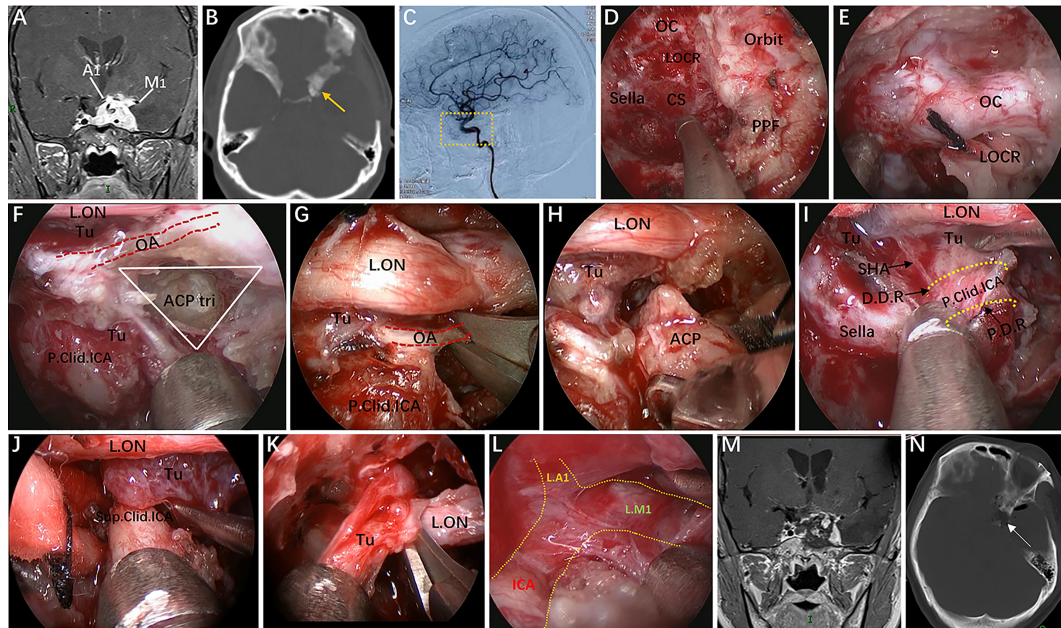 A
A1
M1
I
B
C
D
OC
Orbit
LOCR
Sella
CS
PPF
E
OC
LOCR
F
L.ON
Tu
OA
ACP tri
Tu
P.Clid.ICA
G
L.ON
Tu
OA
P.Clid.ICA
H
L.ON
Tu
ACP
I
L.ON
Tu
Tu
SHA
D.D.R
P.Clid.ICA
Sella
P.D.R
J
L.ON
Tu
Sup.Clid.ICA
K
L.ON
Tu
L
L.A1
L.M1
ICA
M
I
N